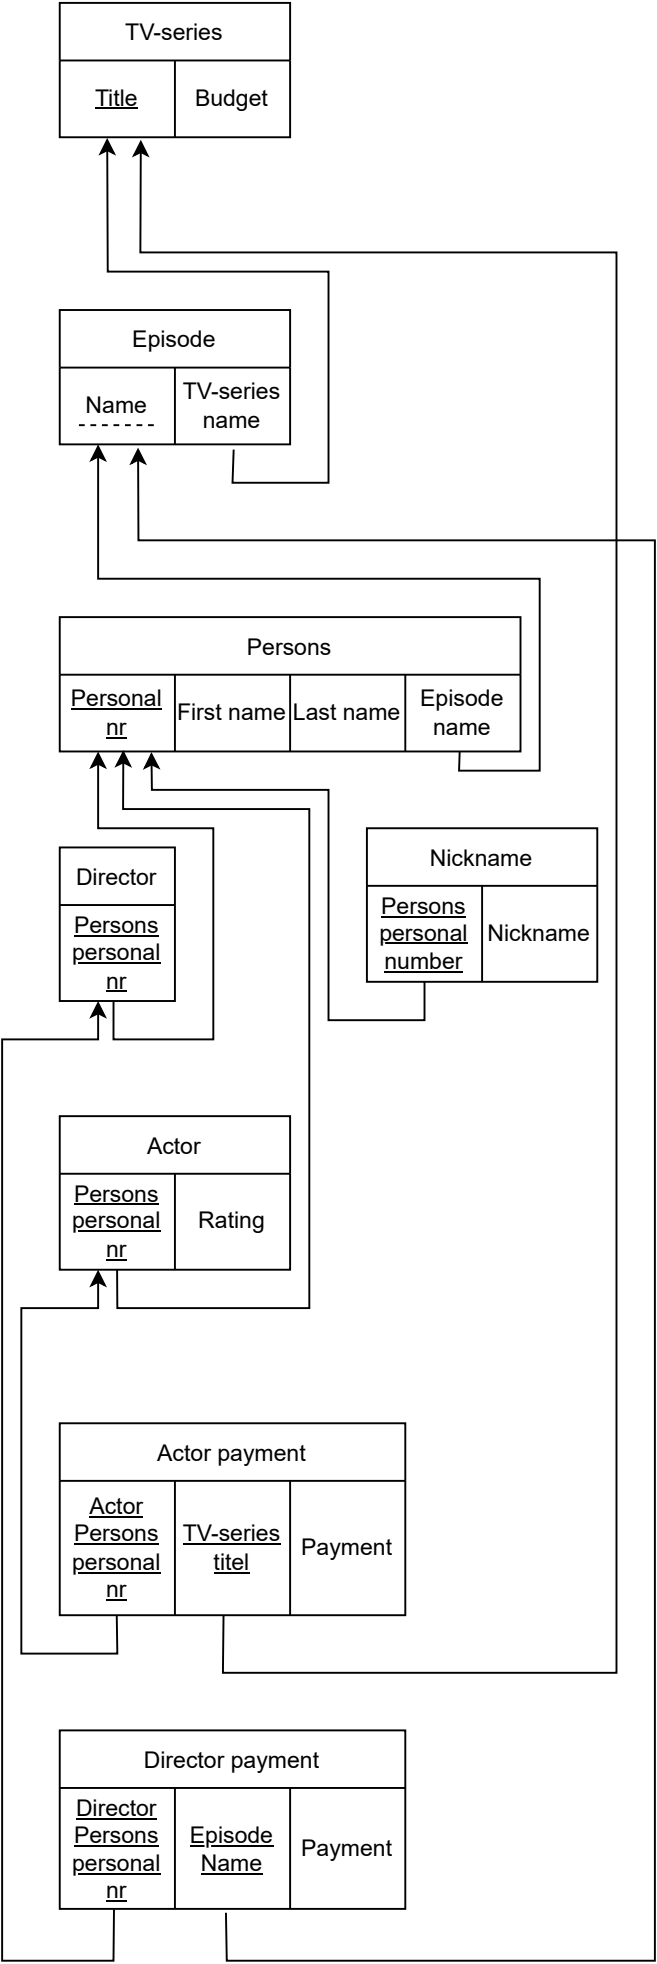 TV-series
Title
Budget
Episode
Name
TV-series
name
Persons
Personal
nr
First name
Last name
Episode
name
Director
Persons
personal
nr
Nickname
Persons
personal
number
Nickname
Actor
Persons
personal
nr
Rating
Actor payment
Actor
Persons
personal
nr
TV-series
titel
Payment
Director payment
Director
Persons
personal
nr
Episode
Name
Payment